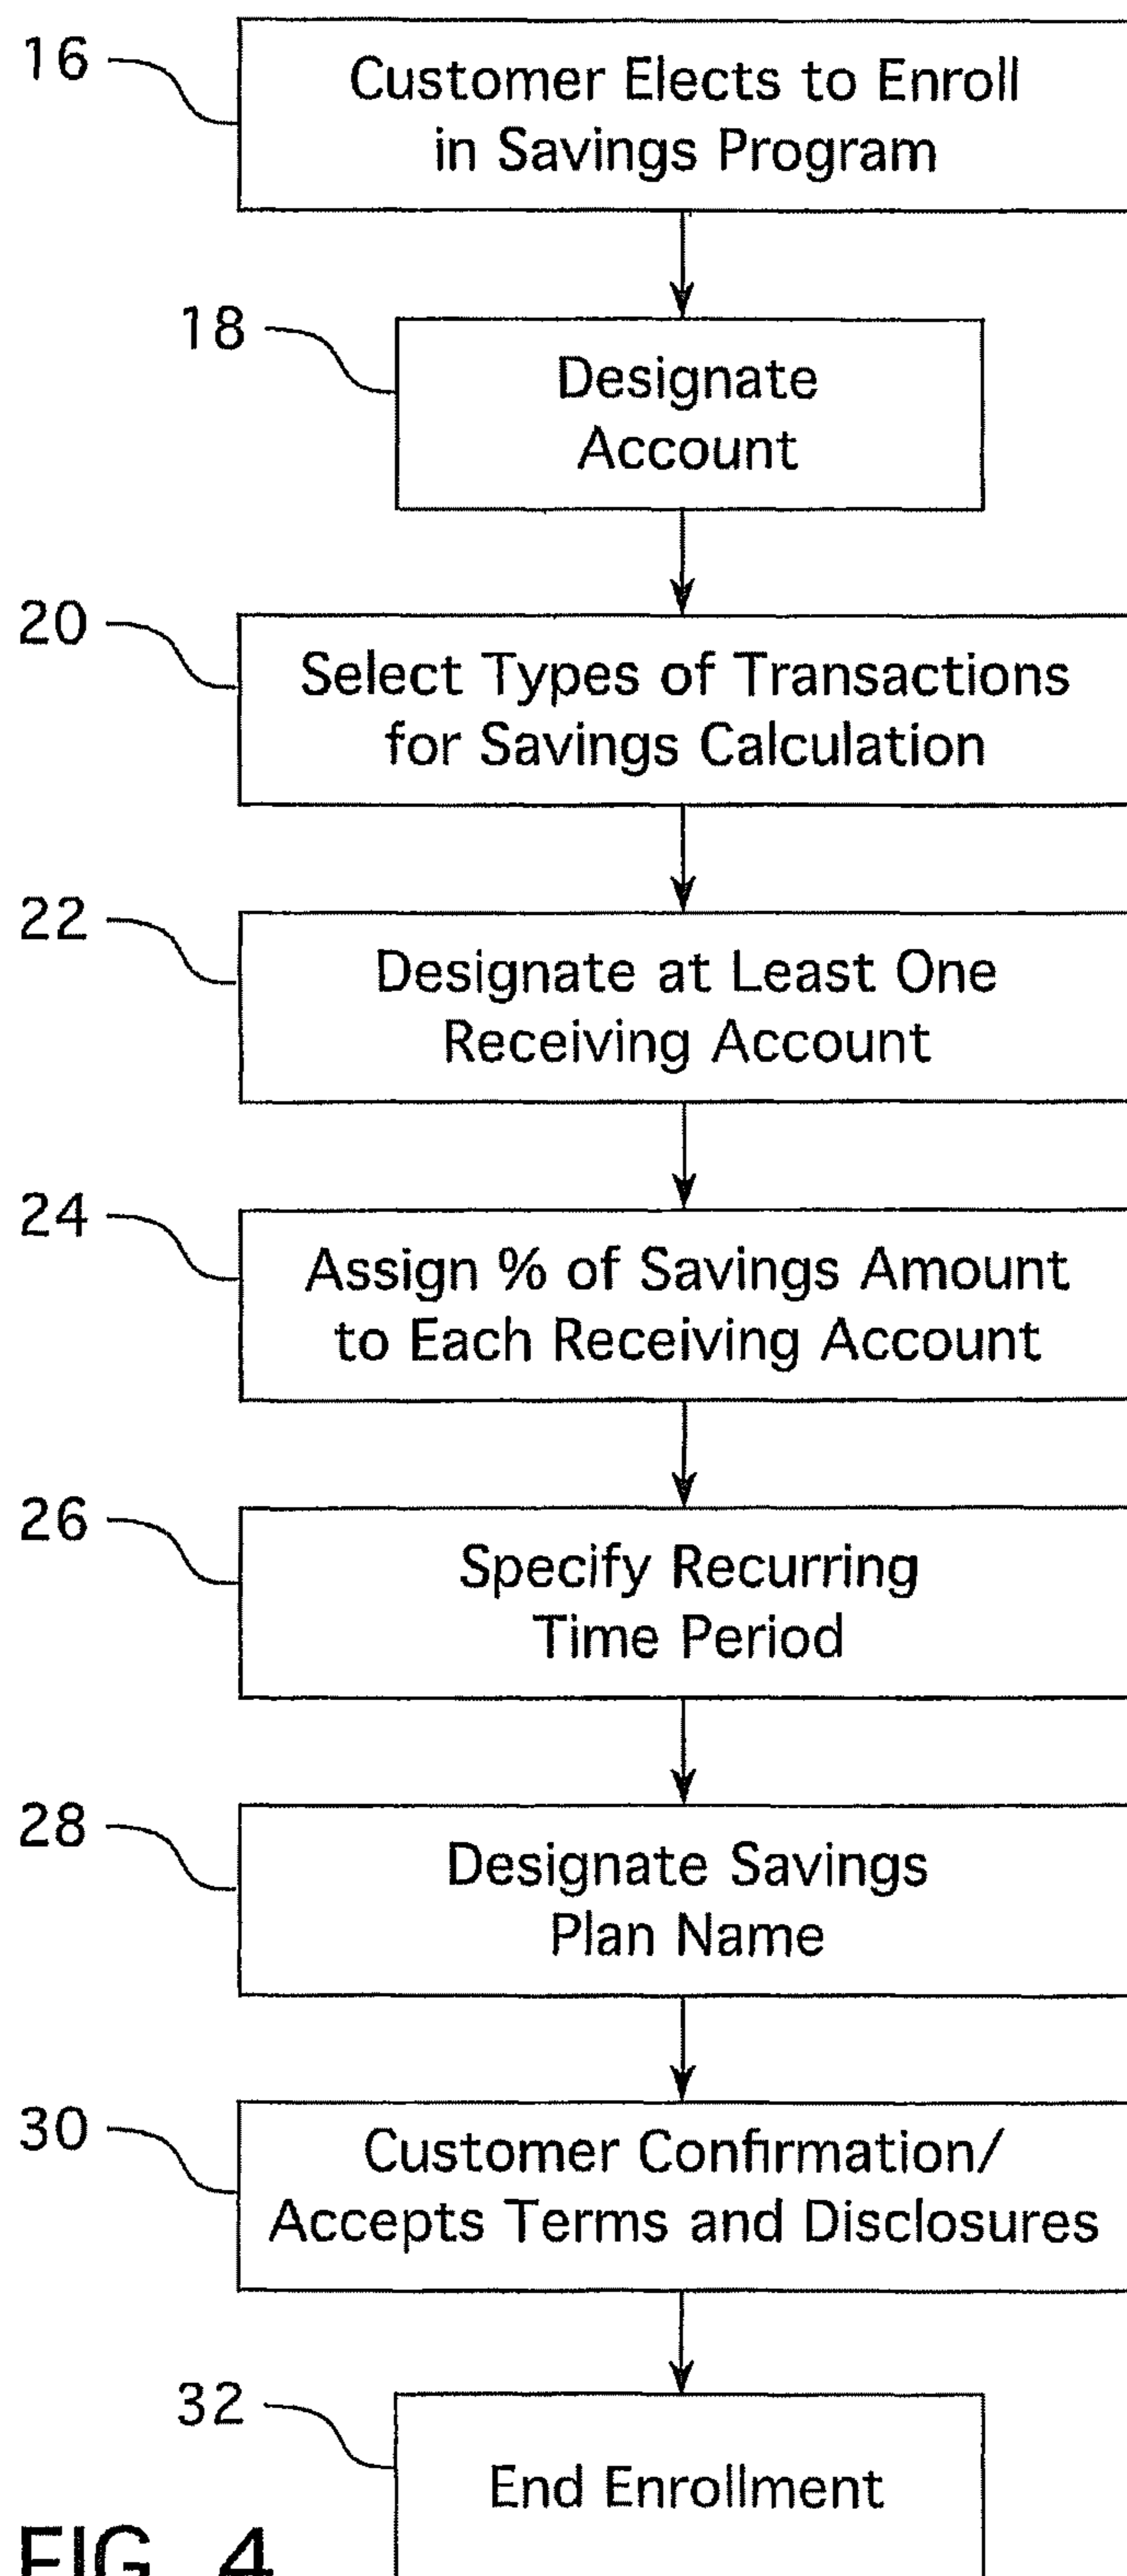 16
Customer Elects to Enroll
in Savings Program
18
Designate
Account
20
Select Types of Transactions
for Savings Calculation
22
Designate at Least One
Receiving Account
24
Assign % of Savings Amount
to Each Receiving Account
26
Specify Recurring
Time Period
28
Designate Savings
Plan Name
30
Customer Confirmation/
Accepts Terms and Disclosures
32
End Enrollment
FIG. 4